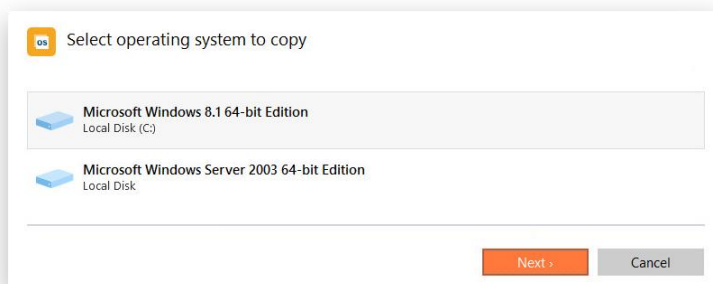 os
Select operating system to copy
Microsoft Windows 8.1 64-bit Edition
Local Disk (C:)
Microsoft Windows Server 2003 64-bit Edition
Local Disk
Next ›
Cancel